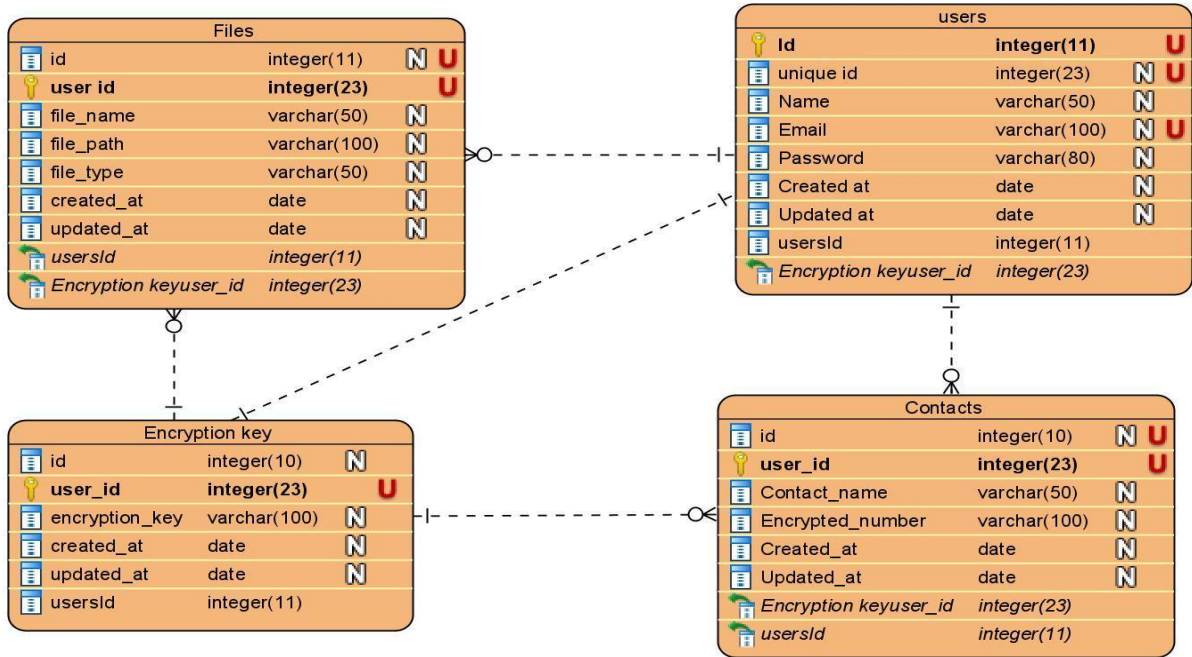 Files
id integer(11) N U
user id integer(23) U
file_name varchar(50) N
file_path varchar(100) N
file_type varchar(50) N
created_at date N
updated_at date N
usersId integer(11)
Encryption keyuser_id integer(23)
users
Id integer(11) U
unique id integer(23) N U
Name varchar(50) N
Email varchar(100) N U
Password varchar(80) N
Created at date N
Updated at date N
usersId integer(11)
Encryption keyuser_id integer(23)
Encryption key
id integer(10) N
user_id integer(23) U
encryption_key varchar(100) N
created_at date N
updated_at date N
usersId integer(11)
Contacts
id integer(10) N U
user_id integer(23) U
Contact_name varchar(50) N
Encrypted_number varchar(100) N
Created_at date N
Updated_at date N
Encryption keyuser_id integer(23)
usersId integer(11)